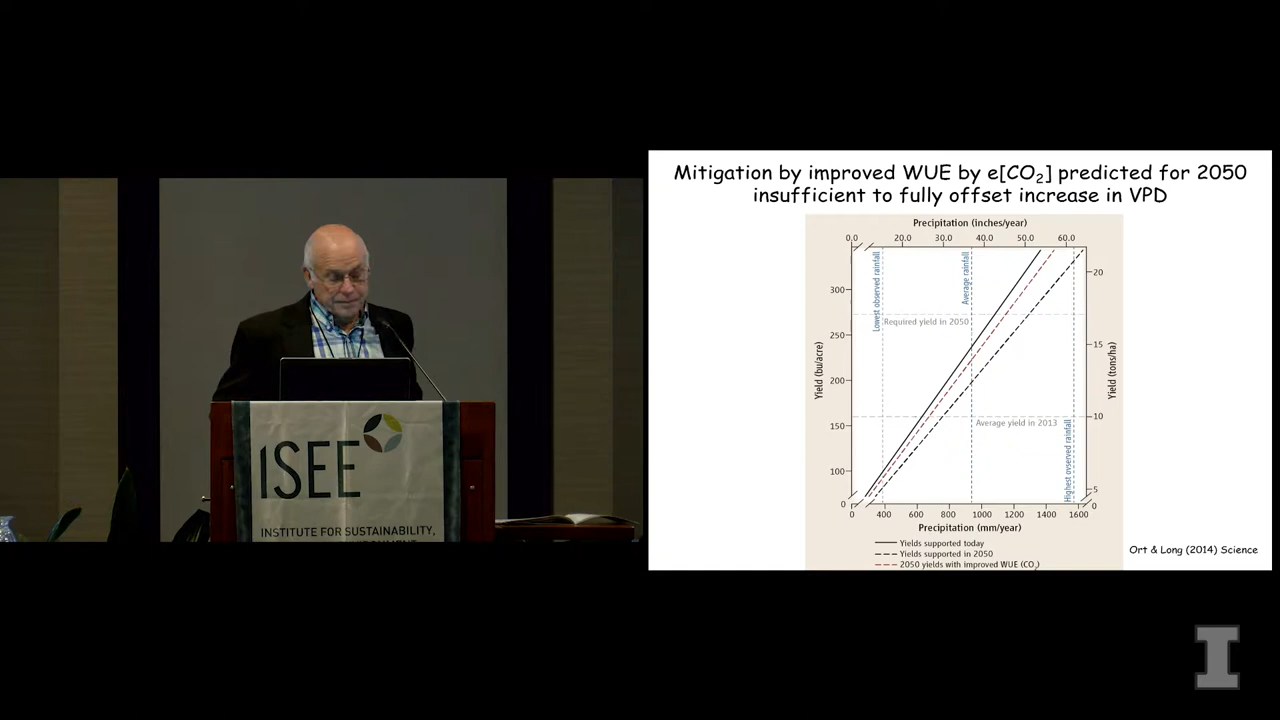 ISEE
INSTITUTE FOR SUSTAINABILITY,
Mitigation by improved WUE by e[CO₂] predicted for 2050
insufficient to fully offset increase in VPD
Precipitation (inches/year)
0.0 20.0 30.0 40.0 50.0 60.0
Lowest observed rainfall
Average rainfall
Required yield in 2050
Average yield in 2013
Highest ovserved rainfall
Yield (bu/acre)
300
250
200
150
100
0
Yield (tons/ha)
20
15
10
5
0
0 400 600 800 1000 1200 1400 1600
Precipitation (mm/year)
Yields supported today
Yields supported in 2050
2050 yields with improved WUE (CO₂)
Ort & Long (2014) Science
I